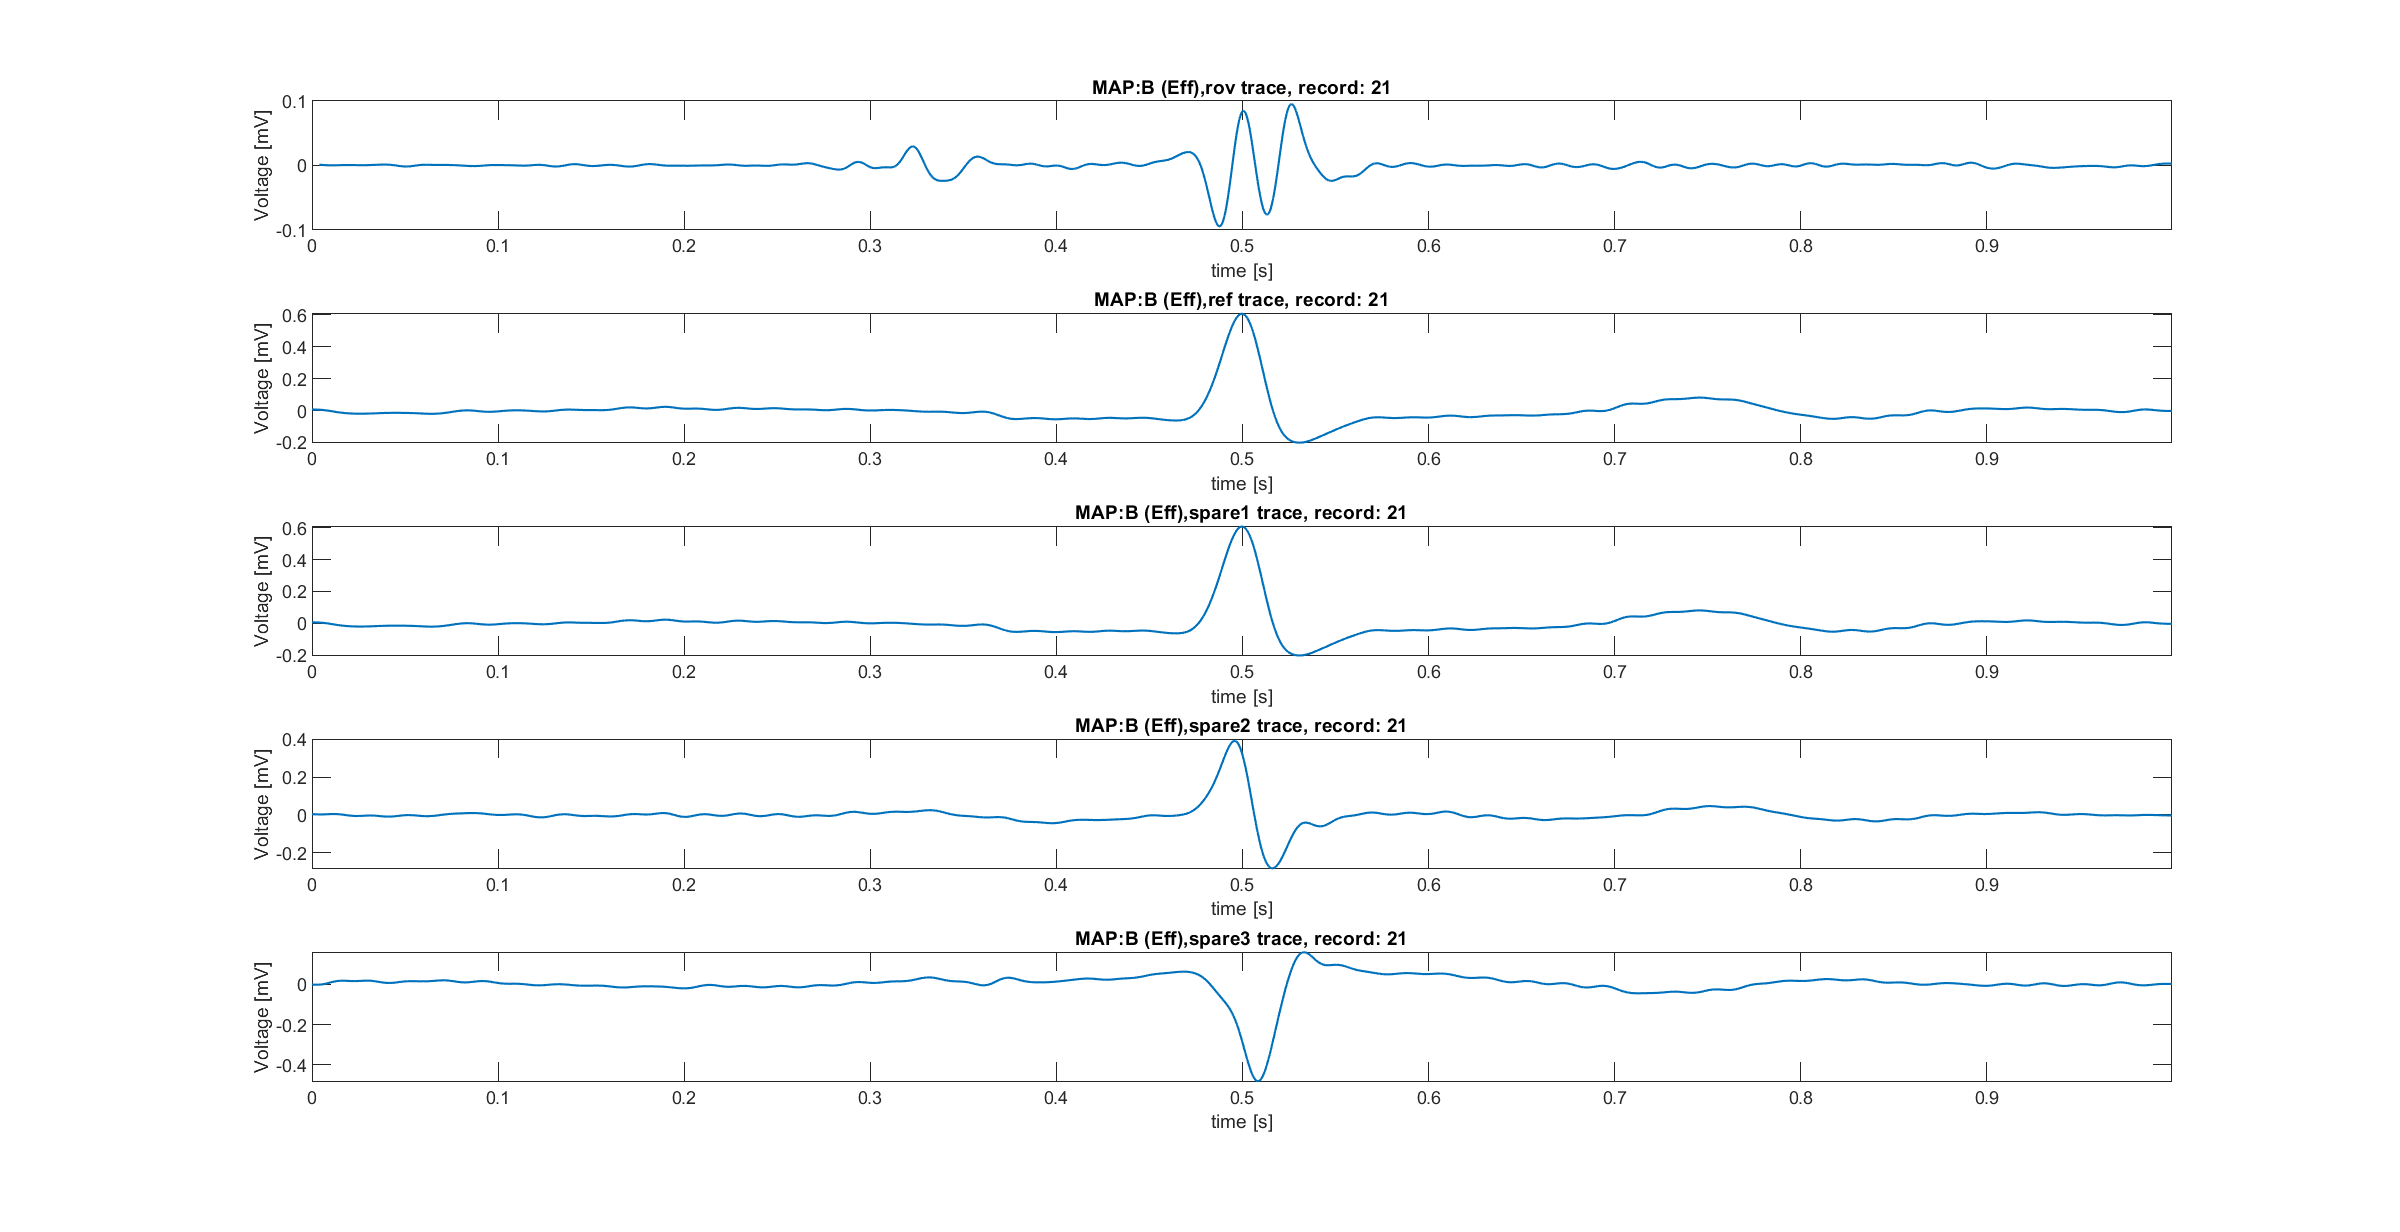 MAP:B (Eff),rov trace, record: 21
Voltage [mV]
0.1
0
-0.1
0 0.1 0.2 0.3 0.4 0.5 0.6 0.7 0.8 0.9
time [s]
MAP:B (Eff),ref trace, record: 21
Voltage [mV]
0.6
0.4
0.2
0
-0.2
0 0.1 0.2 0.3 0.4 0.5 0.6 0.7 0.8 0.9
time [s]
MAP:B (Eff),spare1 trace, record: 21
Voltage [mV]
0.6
0.4
0.2
0
-0.2
0 0.1 0.2 0.3 0.4 0.5 0.6 0.7 0.8 0.9
time [s]
MAP:B (Eff),spare2 trace, record: 21
Voltage [mV]
0.4
0.2
0
-0.2
0 0.1 0.2 0.3 0.4 0.5 0.6 0.7 0.8 0.9
time [s]
MAP:B (Eff),spare3 trace, record: 21
Voltage [mV]
0
-0.2
-0.4
0 0.1 0.2 0.3 0.4 0.5 0.6 0.7 0.8 0.9
time [s]